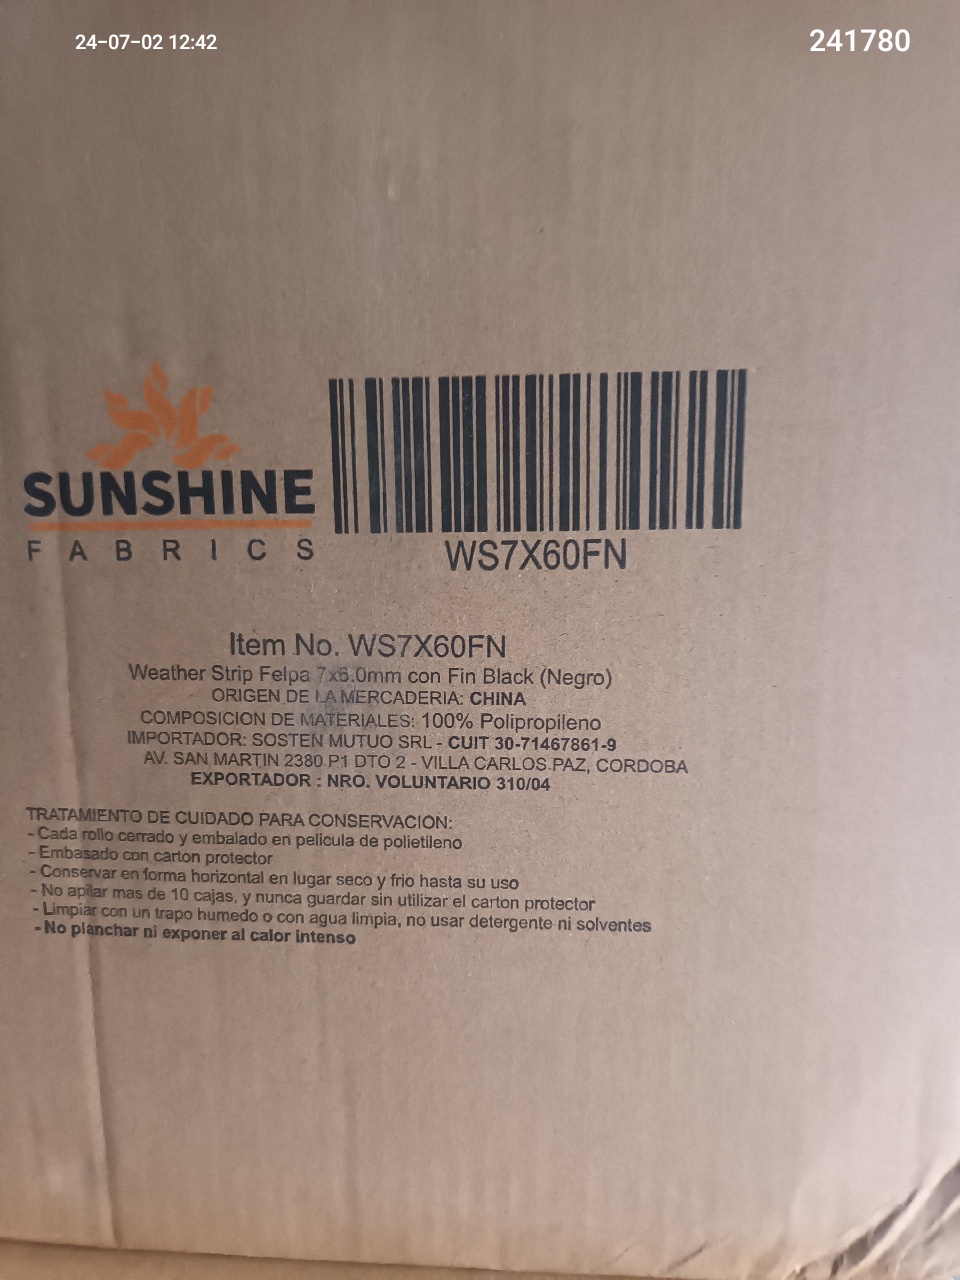 24-07-02 12:42
241780
SUNSHINE
FABRICS
WS7X60FN
Item No. WS7X60FN
Weather Strip Felpa 7x6.0mm con Fin Black (Negro)
ORIGEN DE LA MERCADERIA: CHINA
COMPOSICION DE MATERIALES: 100% Polipropileno
IMPORTADOR: SOSTEN MUTUO SRL - CUIT 30-71467861-9
AV. SAN MARTIN 2380 P1 DTO 2 - VILLA CARLOS PAZ, CORDOBA
EXPORTADOR : NRO. VOLUNTARIO 310/04
TRATAMIENTO DE CUIDADO PARA CONSERVACION:
- Cada rollo cerrado y embalado en pelicula de polietileno
- Embasado con carton protector
- Conservar en forma horizontal en lugar seco y frio hasta su uso
- No apilar mas de 10 cajas, y nunca guardar sin utilizar el carton protector
- Limpiar con un trapo humedo o con agua limpia, no usar detergente ni solventes
- No planchar ni exponer al calor intenso